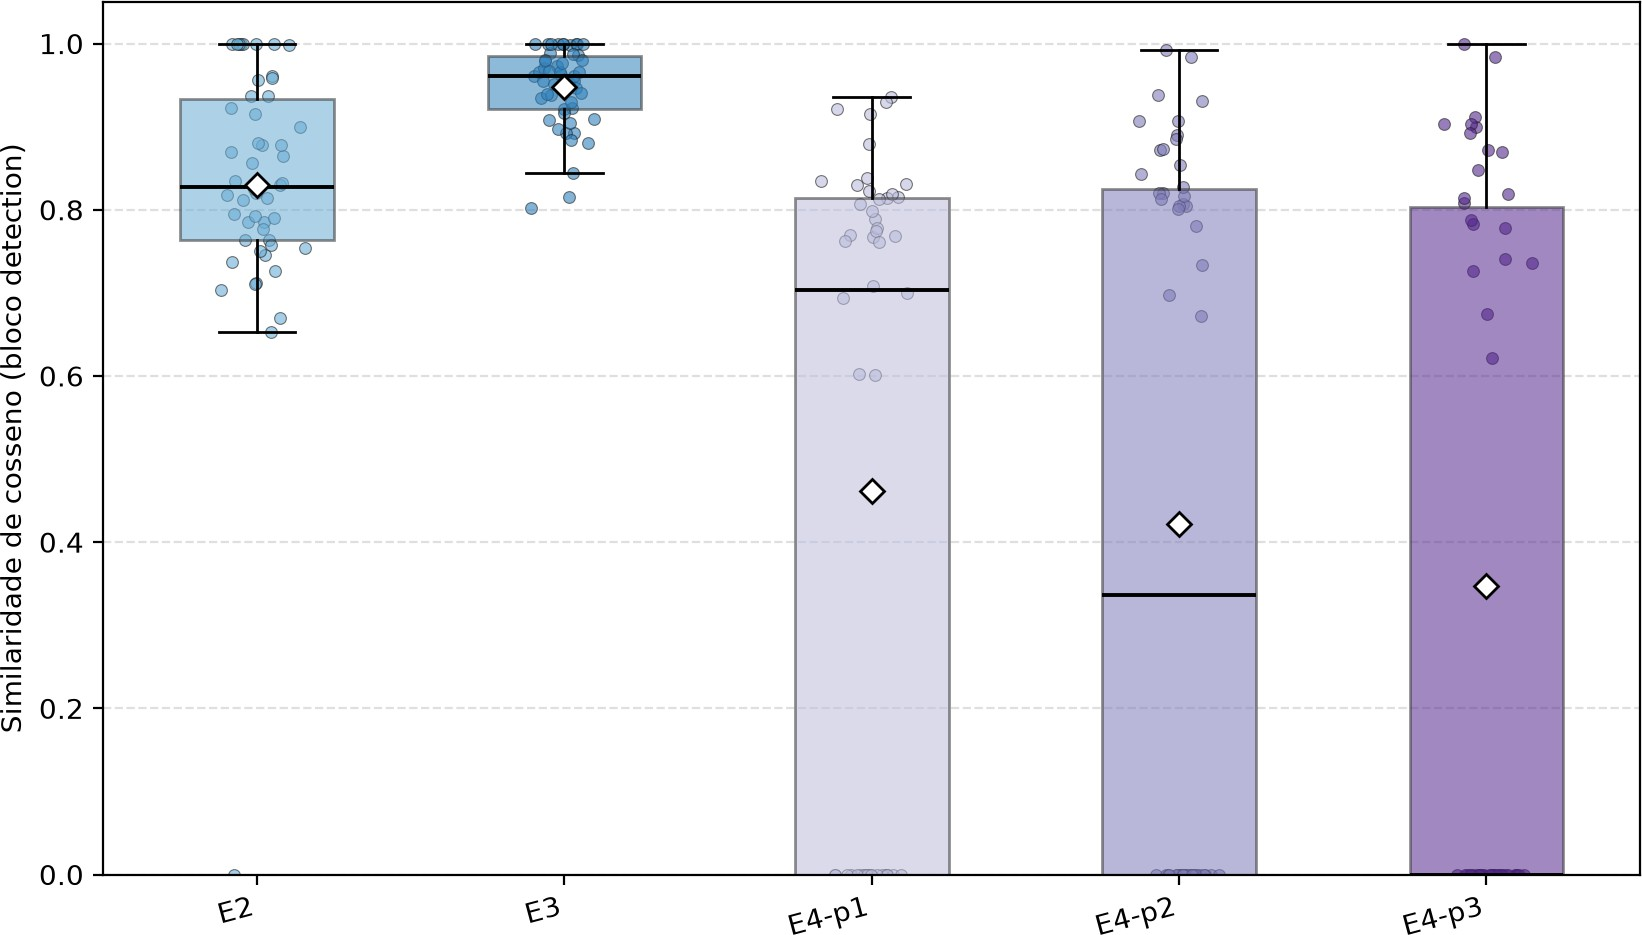 Similaridade de cosseno (bloco detection)
1.0
0.8
0.6
0.4
0.2
0.0
E2
E3
E4-p1
E4-p2
E4-p3